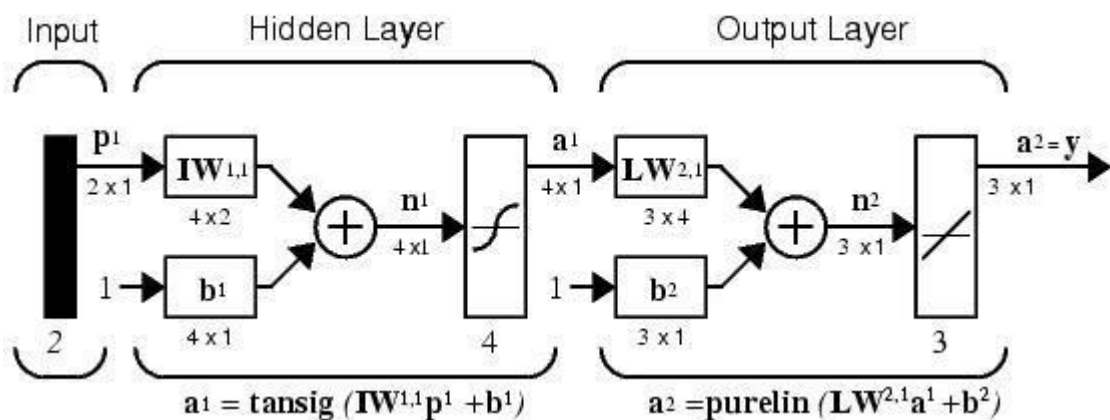 Input Hidden Layer Output Layer
p1 a1 a2 = y
IW1,1 LW2,1
2 x 1 4 x 1 3 x 1
4 x 2 n1 3 x 4 n2
4 x 1 3 x 1
1 b1 1 b2
4 x 1 3 x 1
2 4 3
a1 = tansig (IW1,1p1 +b1) a2 =purelin (LW2,1a1+b2)